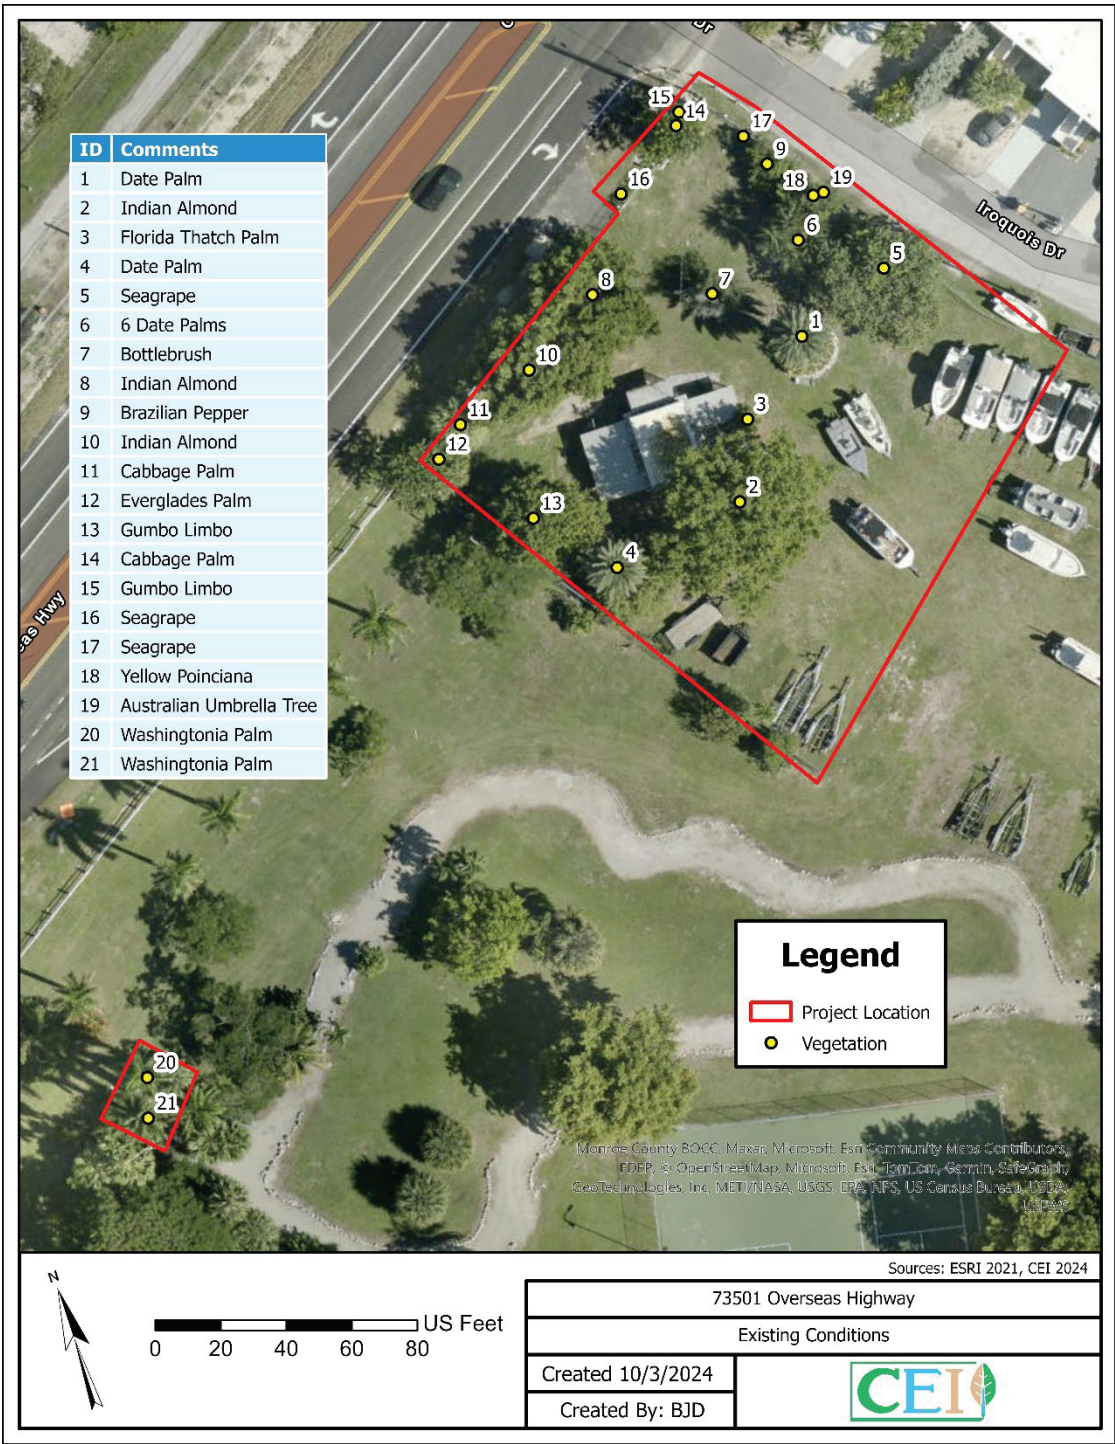 Dr
15
14
17
9
16
18
19
6
5
Iroquois Dr
8
7
1
10
11
3
12
2
13
4
eas Hwy
ID Comments
1 Date Palm
2 Indian Almond
3 Florida Thatch Palm
4 Date Palm
5 Seagrape
6 6 Date Palms
7 Bottlebrush
8 Indian Almond
9 Brazilian Pepper
10 Indian Almond
11 Cabbage Palm
12 Everglades Palm
13 Gumbo Limbo
14 Cabbage Palm
15 Gumbo Limbo
16 Seagrape
17 Seagrape
18 Yellow Poinciana
19 Australian Umbrella Tree
20 Washingtonia Palm
21 Washingtonia Palm
Legend
Project Location
Vegetation
20
21
Monroe County BOCC, Maxar, Microsoft, Esri Community Maps Contributors,
FDEP, © OpenStreetMap, Microsoft, Esri, TomTom, Garmin, SafeGraph,
GeoTechnologies, Inc, METI/NASA, USGS, EPA, NPS, US Census Bureau, USDA,
USFWS
Sources: ESRI 2021, CEI 2024
N
US Feet
0 20 40 60 80
73501 Overseas Highway
Existing Conditions
Created 10/3/2024
Created By: BJD
CEI